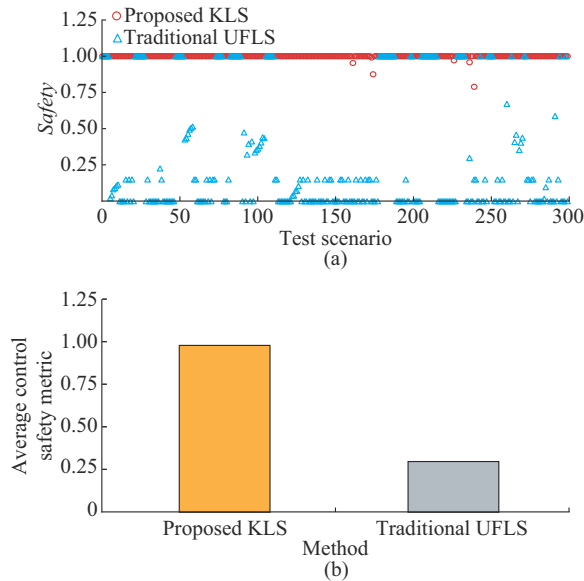 Proposed KLS
Traditional UFLS
1.25
1.00
0.75
0.50
0.25
Safety
0 50 100 150 200 250 300
Test scenario
(a)
1.25
1.00
0.75
0.50
0.25
0
Average control
safety metric
Proposed KLS Traditional UFLS
Method
(b)